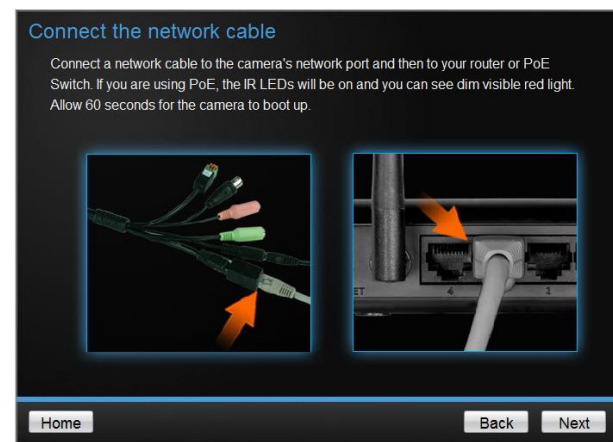 Connect the network cable
Connect a network cable to the camera's network port and then to your router or PoE
Switch. If you are using PoE, the IR LEDs will be on and you can see dim visible red light.
Allow 60 seconds for the camera to boot up.
ET 4
Home Back Next